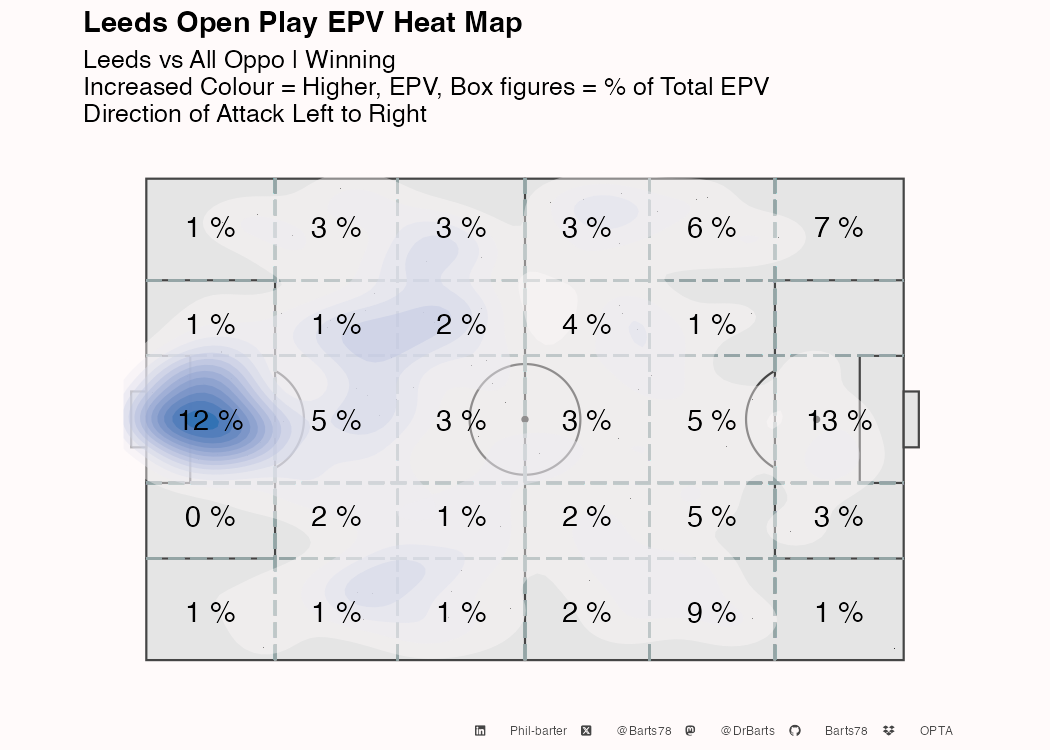 Leeds Open Play EPV Heat Map
Leeds vs All Oppo | Winning
Increased Colour = Higher, EPV, Box figures = % of Total EPV
Direction of Attack Left to Right
1 % 3 % 3 % 3 % 6 % 7 %
1 % 1 % 2 % 4 % 1 %
12 % 5 % 3 % 3 % 5 % 13 %
0 % 2 % 1 % 2 % 5 % 3 %
1 % 1 % 1 % 2 % 9 % 1 %
Phil-barter @Barts78 @DrBarts Barts78 OPTA